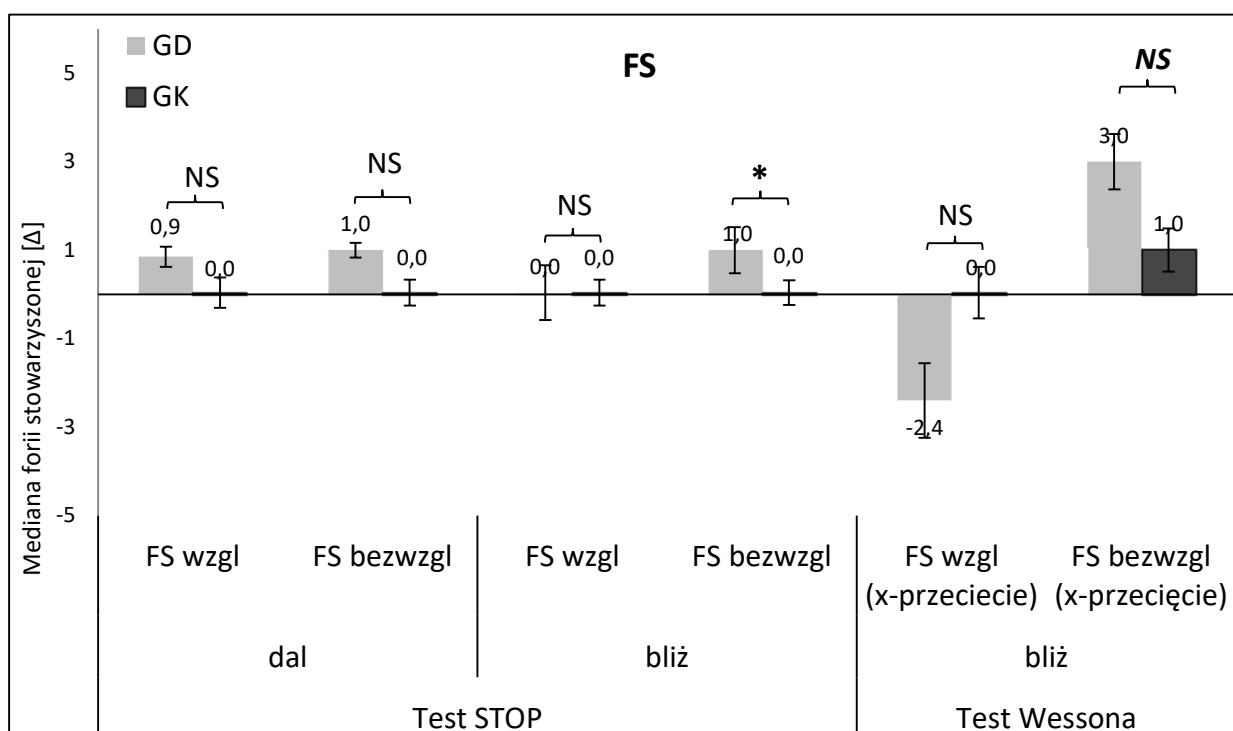 GD
GK
FS
NS
5
3
1
-1
-3
-5
Mediana forii stowarzyszonej [Δ]
NS
0,9
0,0
NS
1,0
0,0
NS
0,0
0,0
*
1,0
0,0
NS
-2,4
0,0
3,0
1,0
FS wzgl
FS bezwzgl
FS wzgl
FS bezwzgl
FS wzgl
(x-przeciecie)
FS bezwzgl
(x-przecięcie)
dal
bliż
bliż
Test STOP
Test Wessona